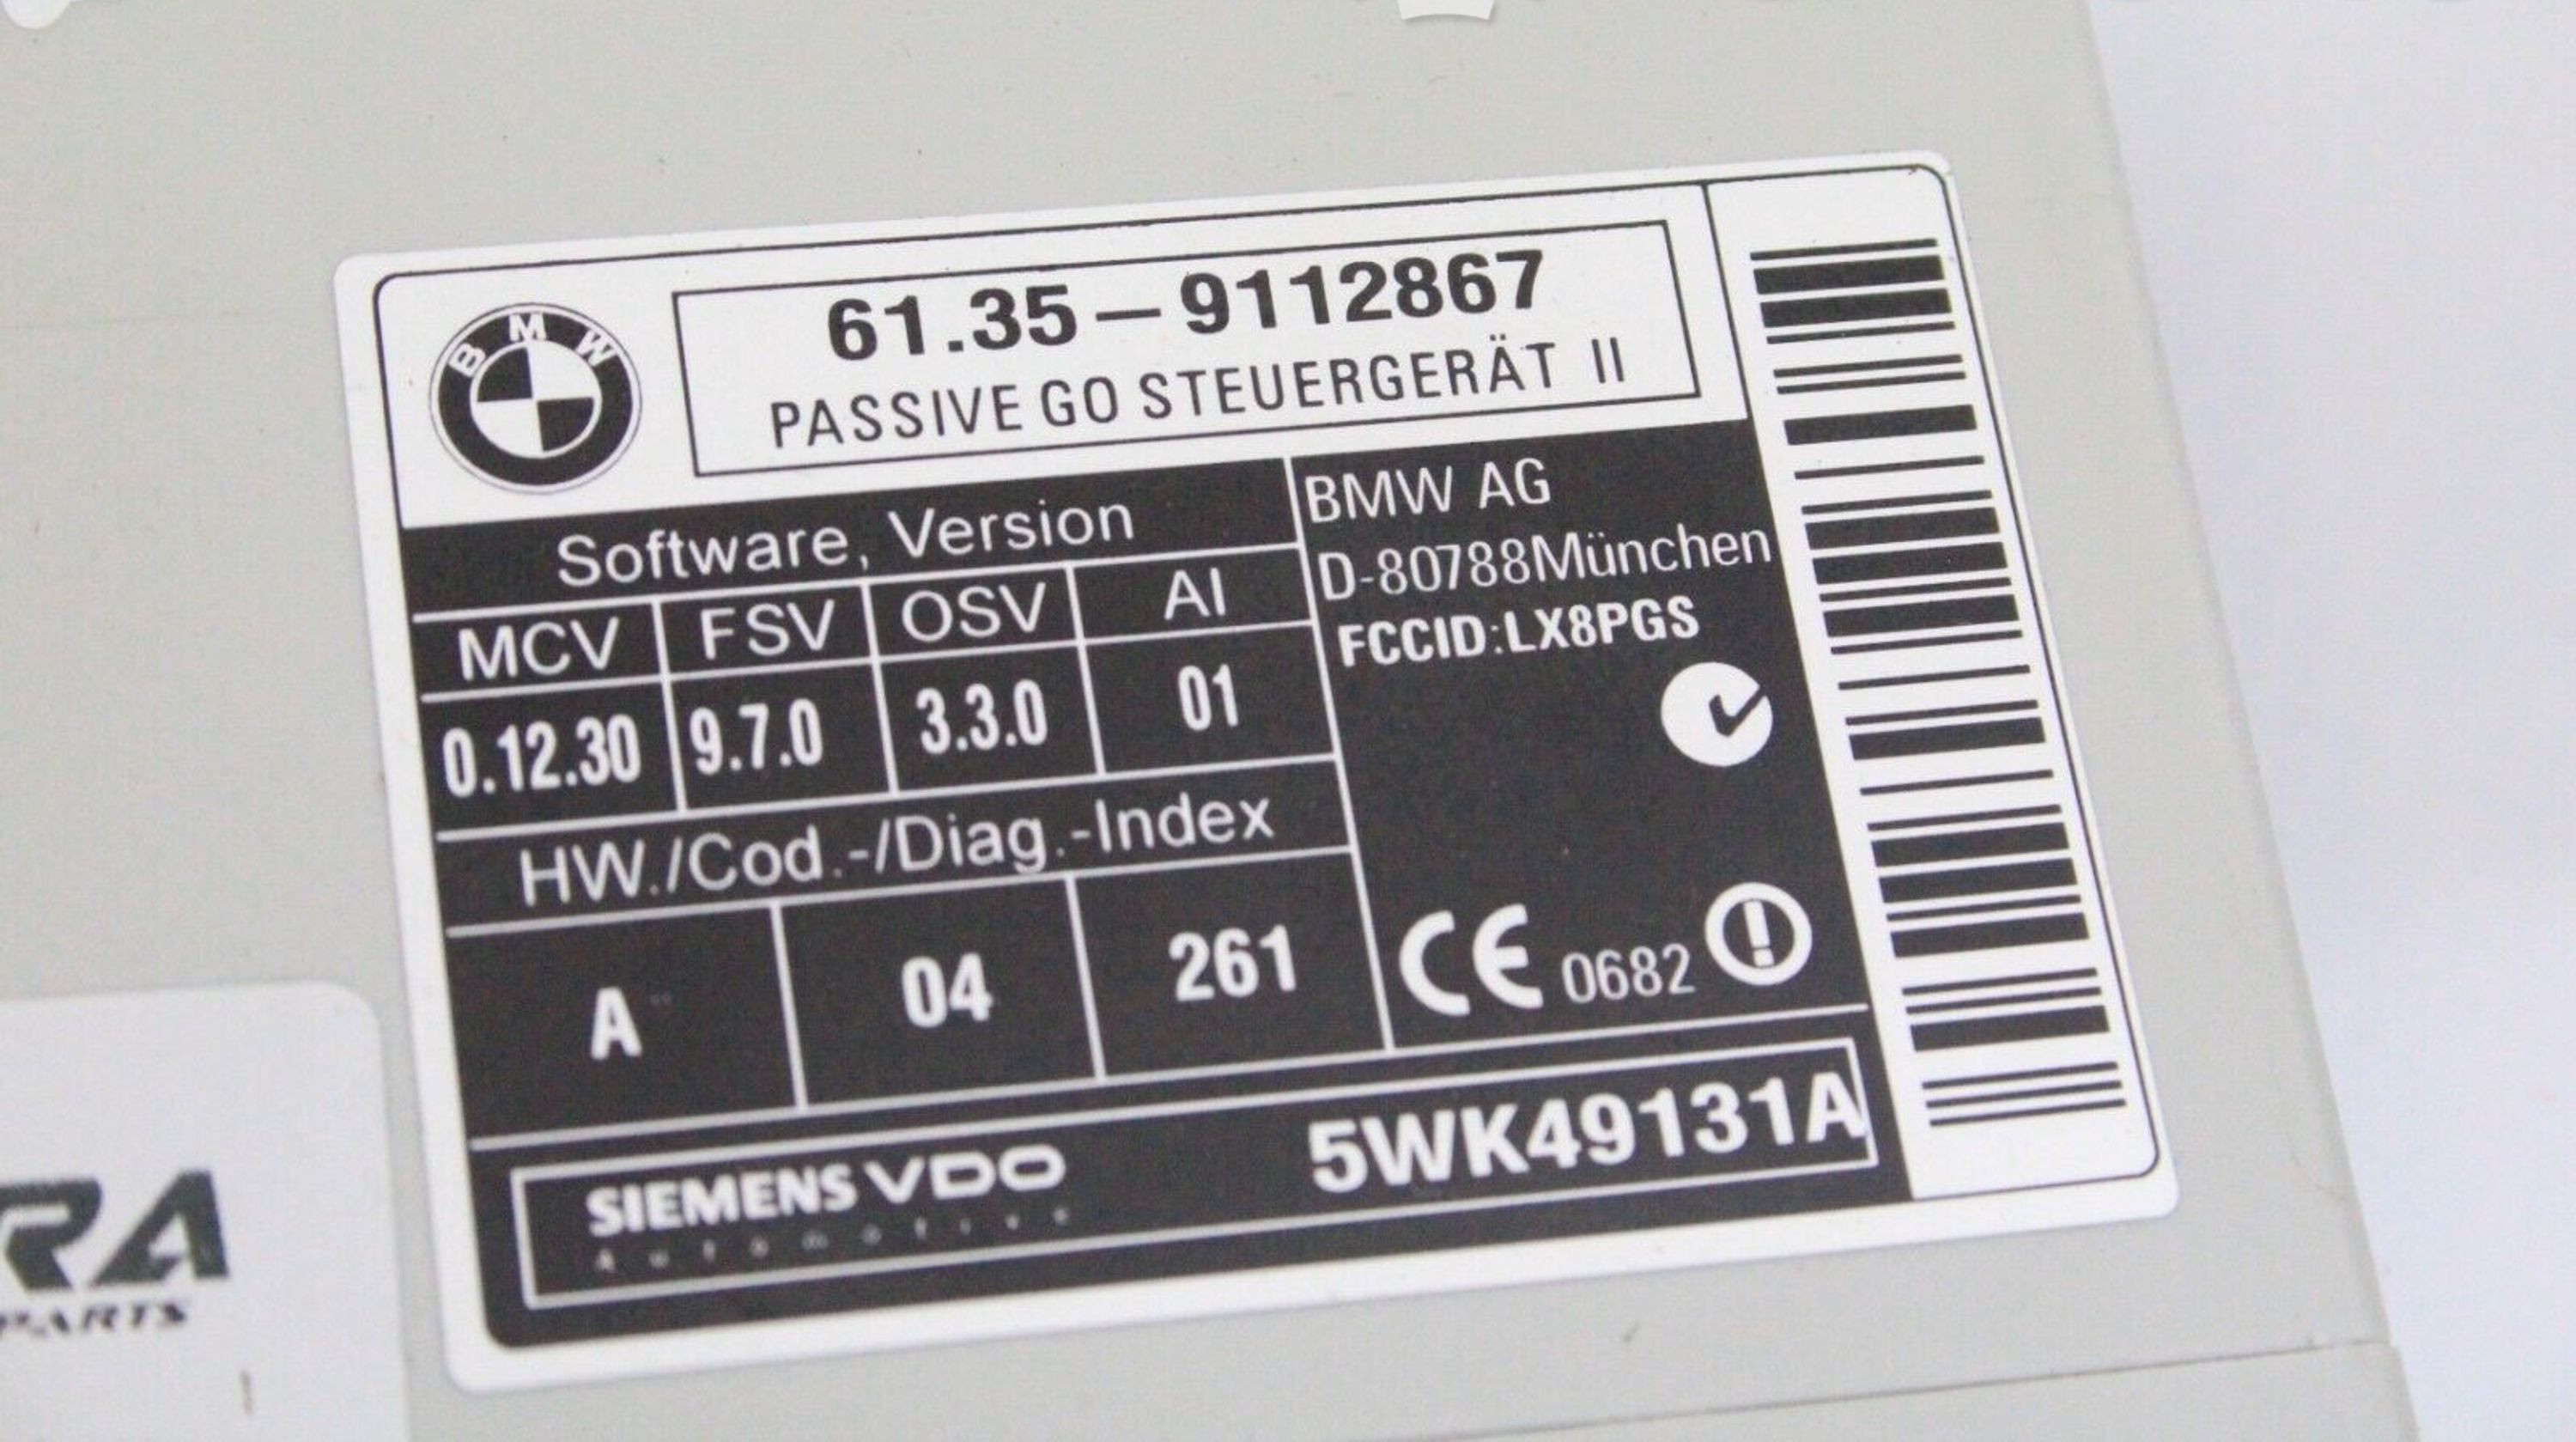 BMW
61.35-9112867
PASSIVE GO STEUERGERÄT II
Software, Version
MCV FSV OSV AI
0.12.30 9.7.0 3.3.0 01
HW./Cod.-/Diag.-Index
A 04 261
BMW AG
D-80788München
FCCID:LX8PGS
CE 0682
SIEMENS VDO
Automotive
5WK49131A
RA
PARTS